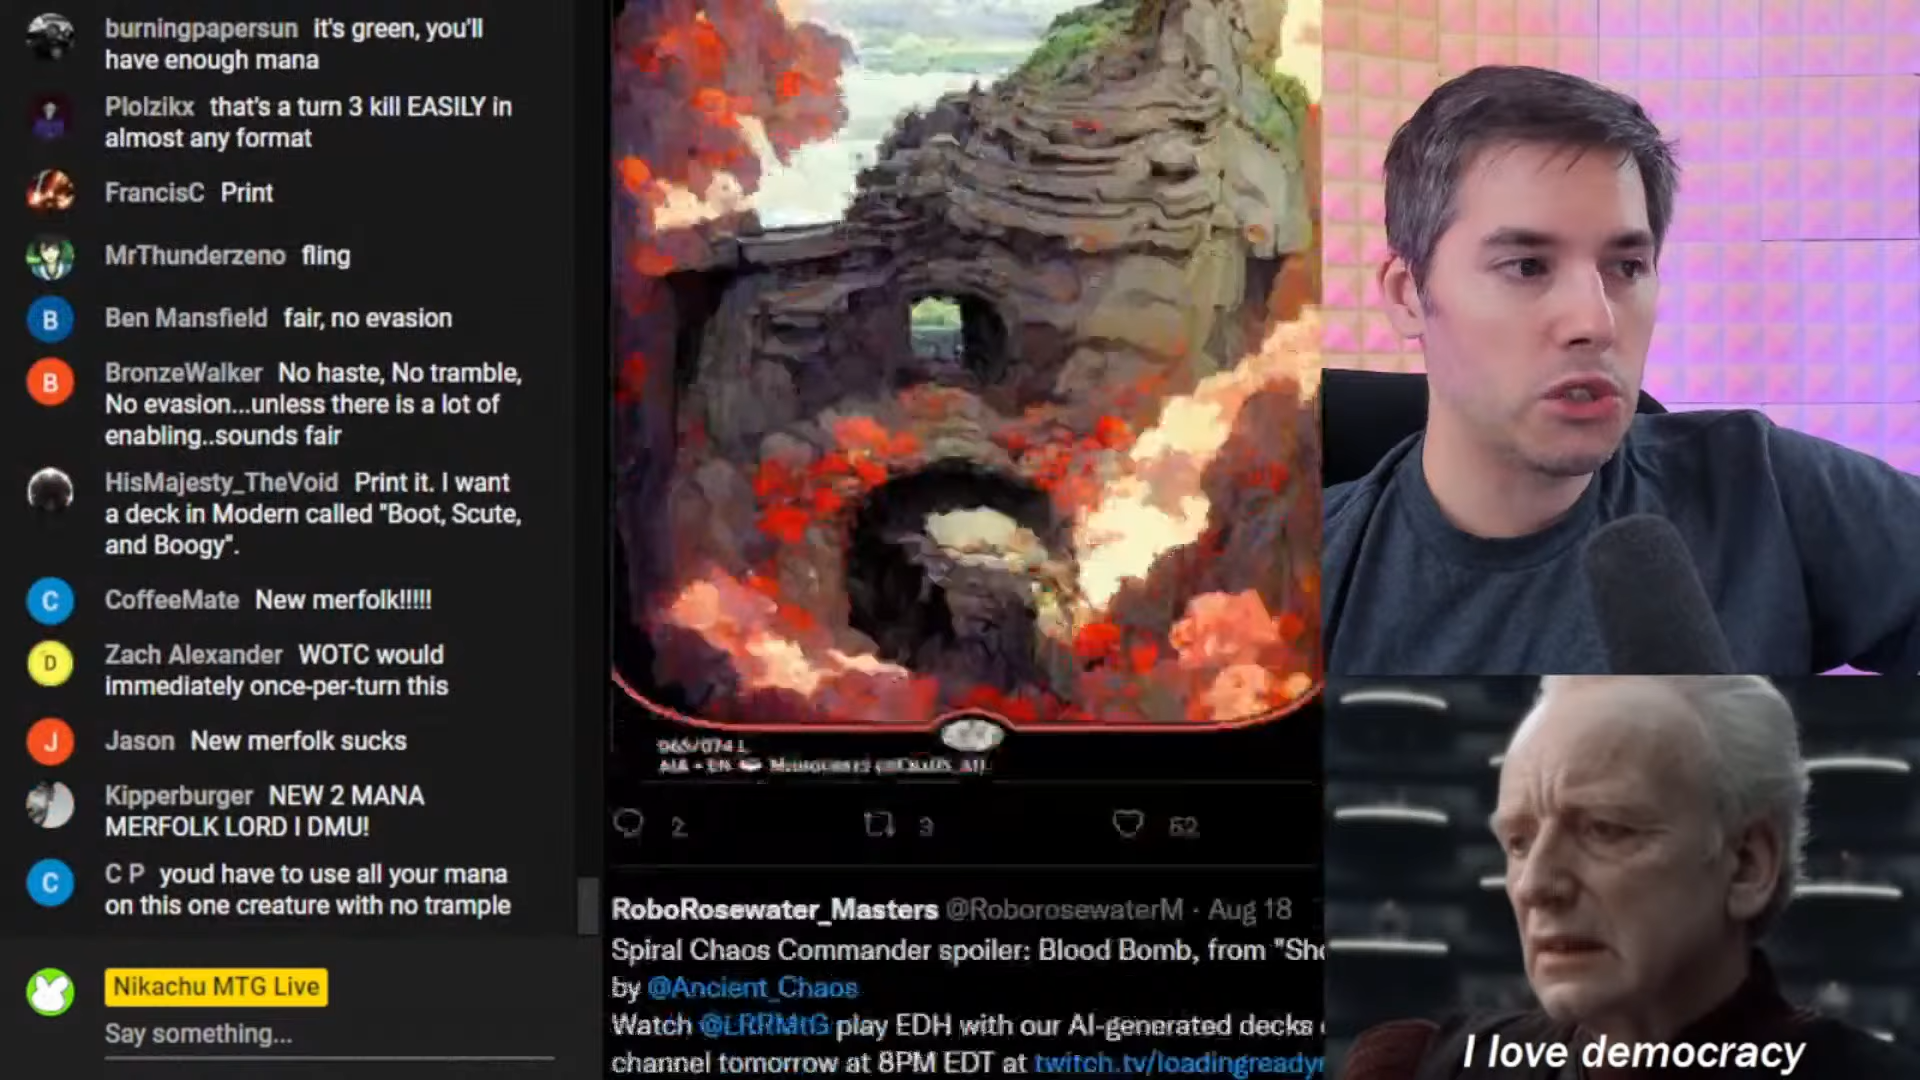 burningpapersun it's green, you'll
have enough mana
Plolzikx that's a turn 3 kill EASILY in
almost any format
FrancisC Print
MrThunderzeno fling
B
Ben Mansfield fair, no evasion
B
BronzeWalker No haste, No tramble,
No evasion...unless there is a lot of
enabling..sounds fair
HisMajesty_TheVoid Print it. I want
a deck in Modern called "Boot, Scute,
and Boogy".
C
CoffeeMate New merfolk!!!!!
D
Zach Alexander WOTC would
immediately once-per-turn this
J
Jason New merfolk sucks
Kipperburger NEW 2 MANA
MERFOLK LORD I DMU!
C
C P youd have to use all your mana
on this one creature with no trample
Nikachu MTG Live
Say something...
065/074 L
2 3 62
RoboRosewater_Masters @RoborosewaterM · Aug 18
Spiral Chaos Commander spoiler: Blood Bomb, from "Sh
by @Ancient_Chaos
Watch @LRRMtG play EDH with our AI-generated decks
channel tomorrow at 8PM EDT at twitch.tv/loadingready
I love democracy